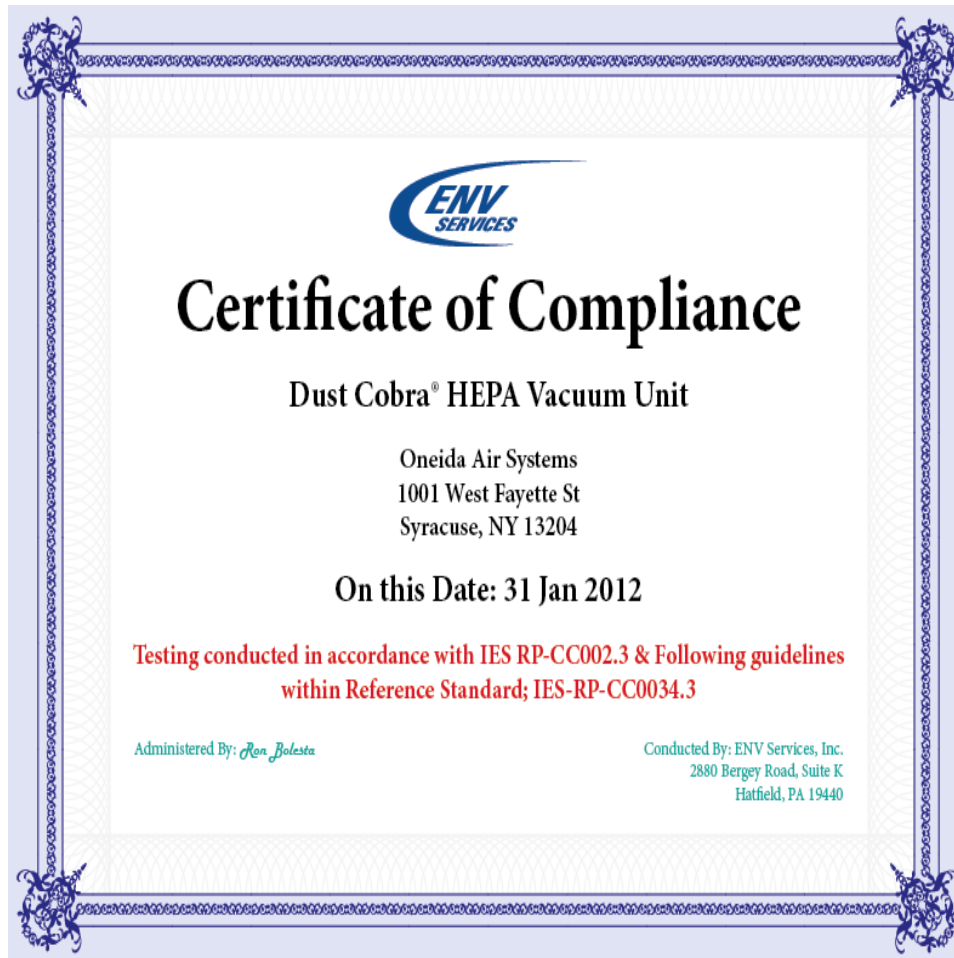 ENV
SERVICES
Certificate of Compliance
Dust Cobra® HEPA Vacuum Unit
Oneida Air Systems
1001 West Fayette St
Syracuse, NY 13204
On this Date: 31 Jan 2012
Testing conducted in accordance with IES RP-CC002.3 & Following guidelines
within Reference Standard; IES-RP-CC0034.3
Administered By: Ron Bolesta
Conducted By: ENV Services, Inc.
2880 Bergey Road, Suite K
Hatfield, PA 19440